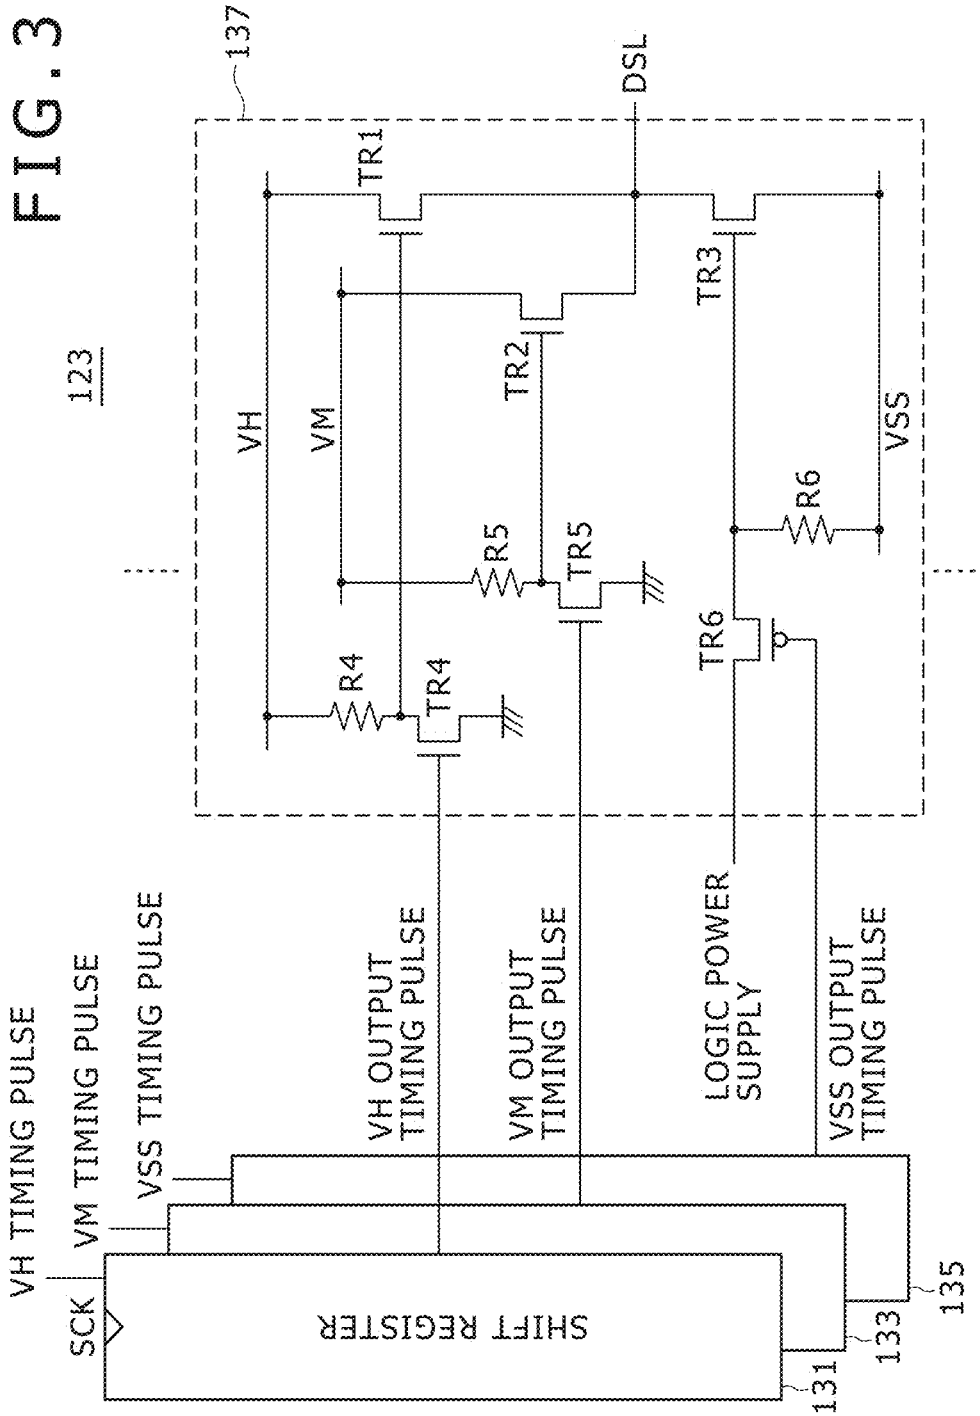 FIG.3
123
137
VH
TR1
VM
TR2
DSL
R4
TR4
R5
TR5
TR3
TR6
R6
VSS
VH TIMING PULSE
VM TIMING PULSE
VSS TIMING PULSE
SCK
SHIFT REGISTER
VH OUTPUT
TIMING PULSE
VM OUTPUT
TIMING PULSE
LOGIC POWER
SUPPLY
VSS OUTPUT
TIMING PULSE
131
133
135